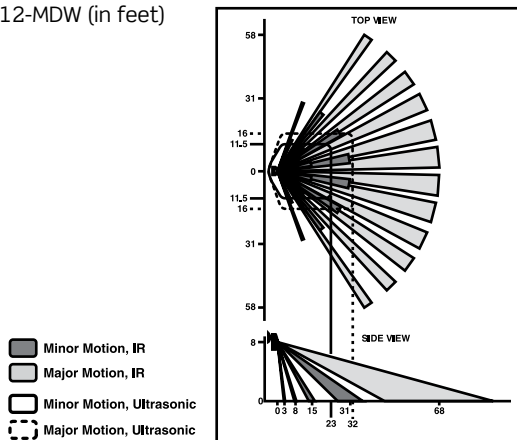 12-MDW (in feet)
TOP VIEW
58
31
16
11.5
0
11.5
16
31
58
SIDE VIEW
8
0
0 3 8 15 31 68
23 32
Minor Motion, IR
Major Motion, IR
Minor Motion, Ultrasonic
Major Motion, Ultrasonic